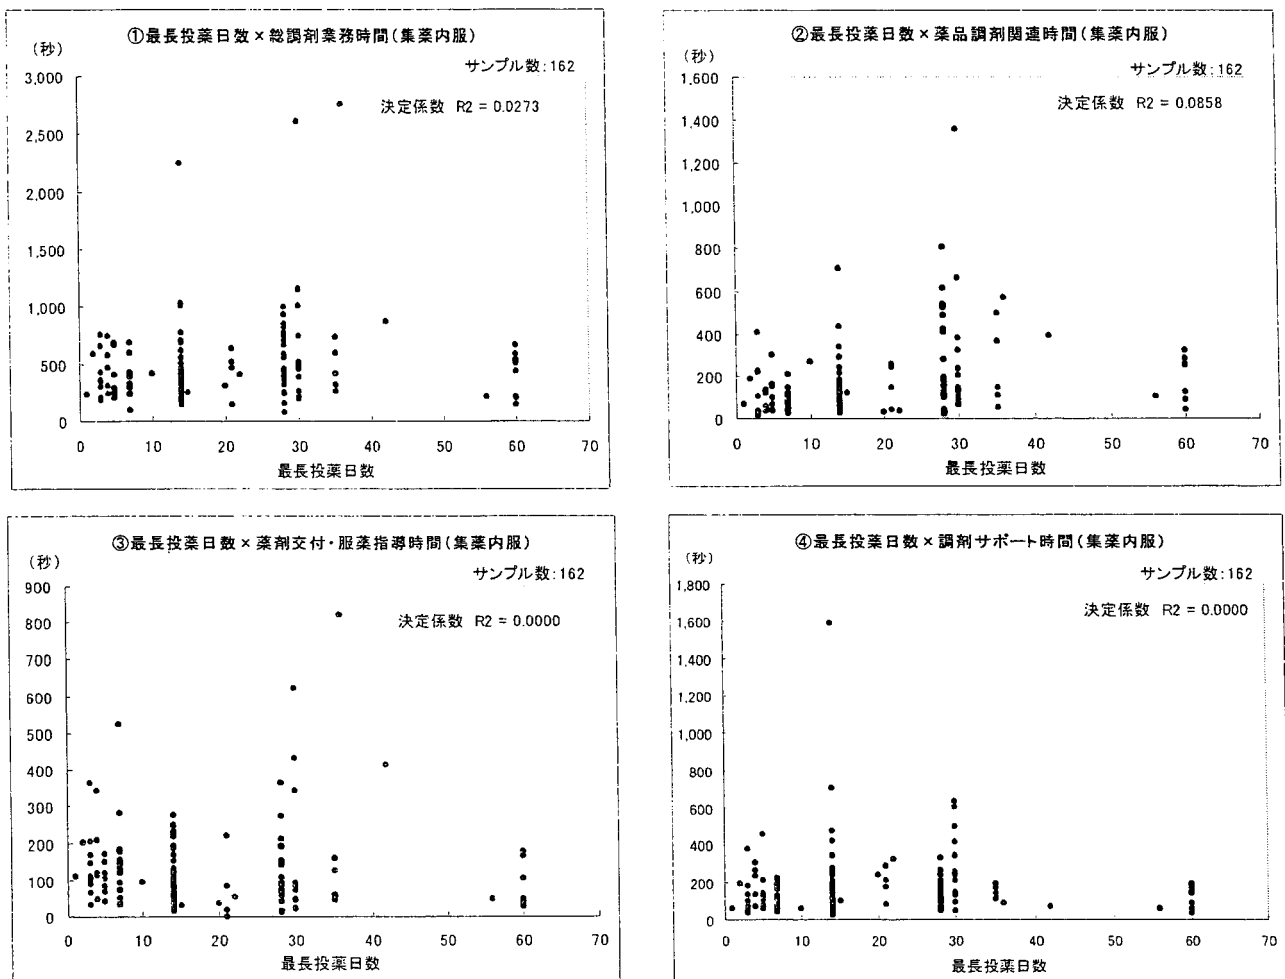 ①最長投薬日数×総調剤業務時間(集薬内服)
(秒)
サンプル数:162
3,000
決定係数 R2 = 0.0273
2,500
2,000
1,500
1,000
500
0
0 10 20 30 40 50 60 70
最長投薬日数
②最長投薬日数×薬品調剤関連時間(集薬内服)
(秒)
サンプル数:162
1,600
決定係数 R2 = 0.0858
1,400
1,200
1,000
800
600
400
200
0
0 10 20 30 40 50 60 70
最長投薬日数
③最長投薬日数×薬剤交付・服薬指導時間(集薬内服)
(秒)
サンプル数:162
900
決定係数 R2 = 0.0000
800
700
600
500
400
300
200
100
0
0 10 20 30 40 50 60 70
最長投薬日数
④最長投薬日数×調剤サポート時間(集薬内服)
(秒)
サンプル数:162
1,800
決定係数 R2 = 0.0000
1,600
1,400
1,200
1,000
800
600
400
200
0
0 10 20 30 40 50 60 70
最長投薬日数